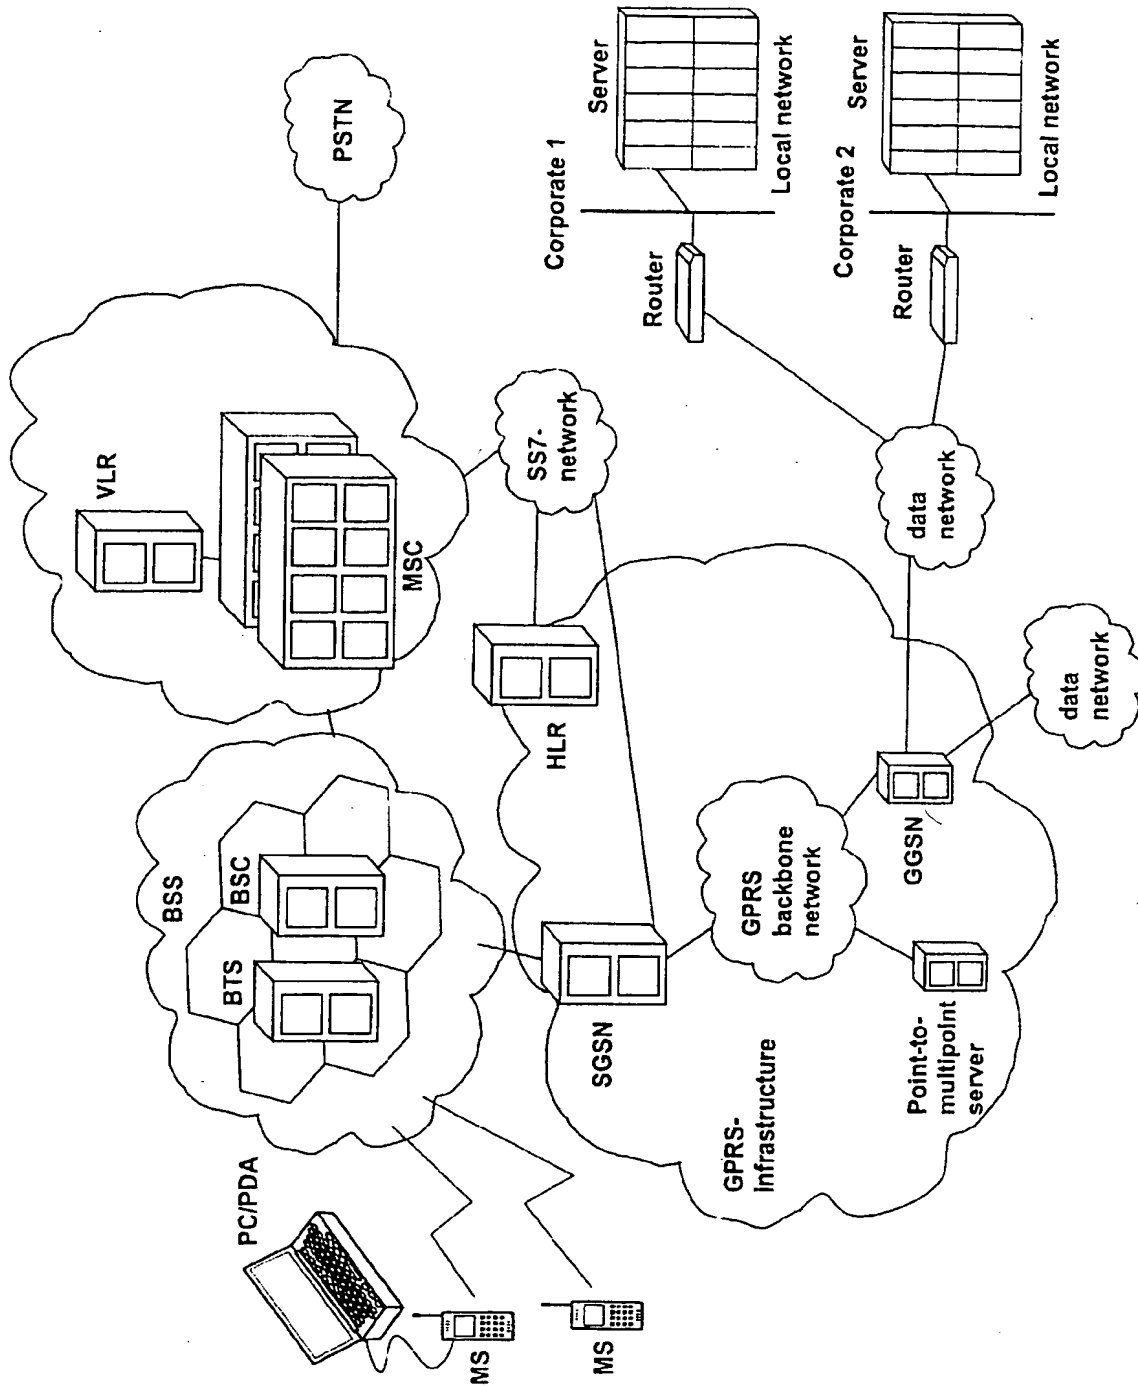 PC/PDA
MS
MS
BSS
BTS
BSC
VLR
MSC
PSTN
SGSN
HLR
SS7-
network
GPRS-
infrastructure
GPRS
backbone
network
Point-to-
multipoint
server
GGSN
data
network
data
network
Corporate 1
Router
Server
Local network
Corporate 2
Router
Server
Local network